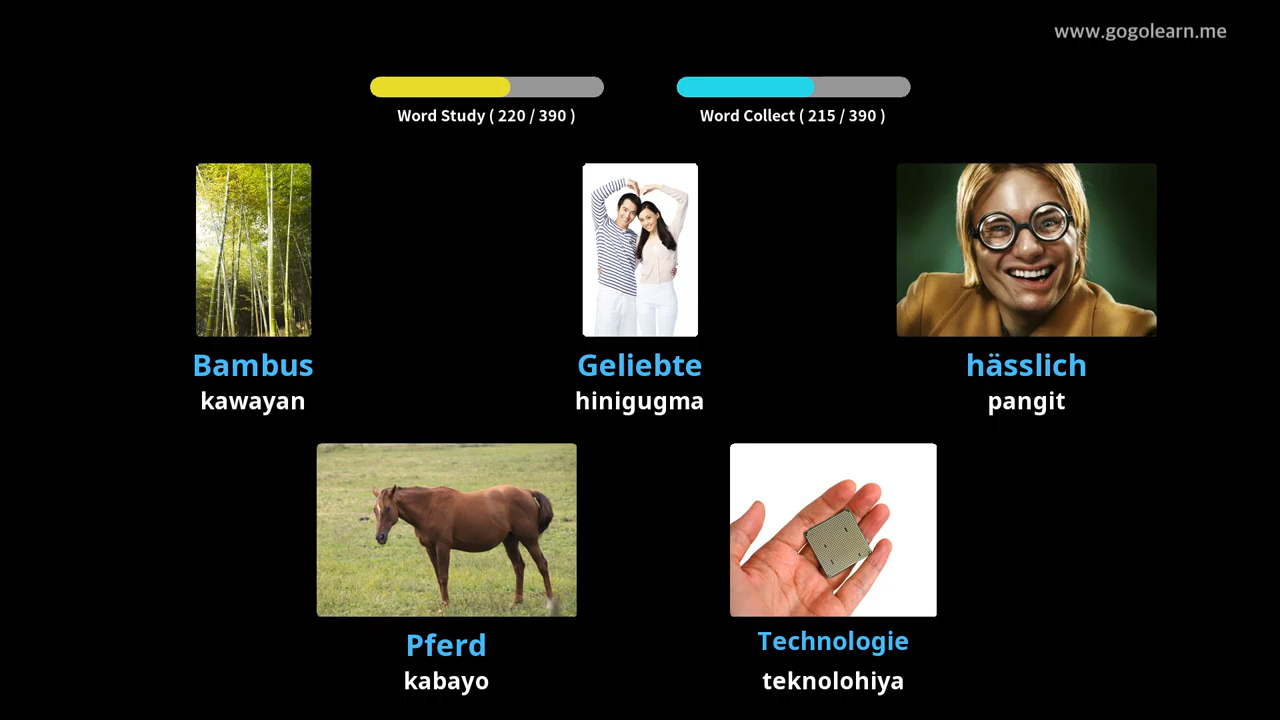 www.gogolearn.me
Word Study ( 220 / 390 )
Word Collect ( 215 / 390 )
Bambus
kawayan
Geliebte
hinigugma
hässlich
pangit
Pferd
kabayo
Technologie
teknolohiya